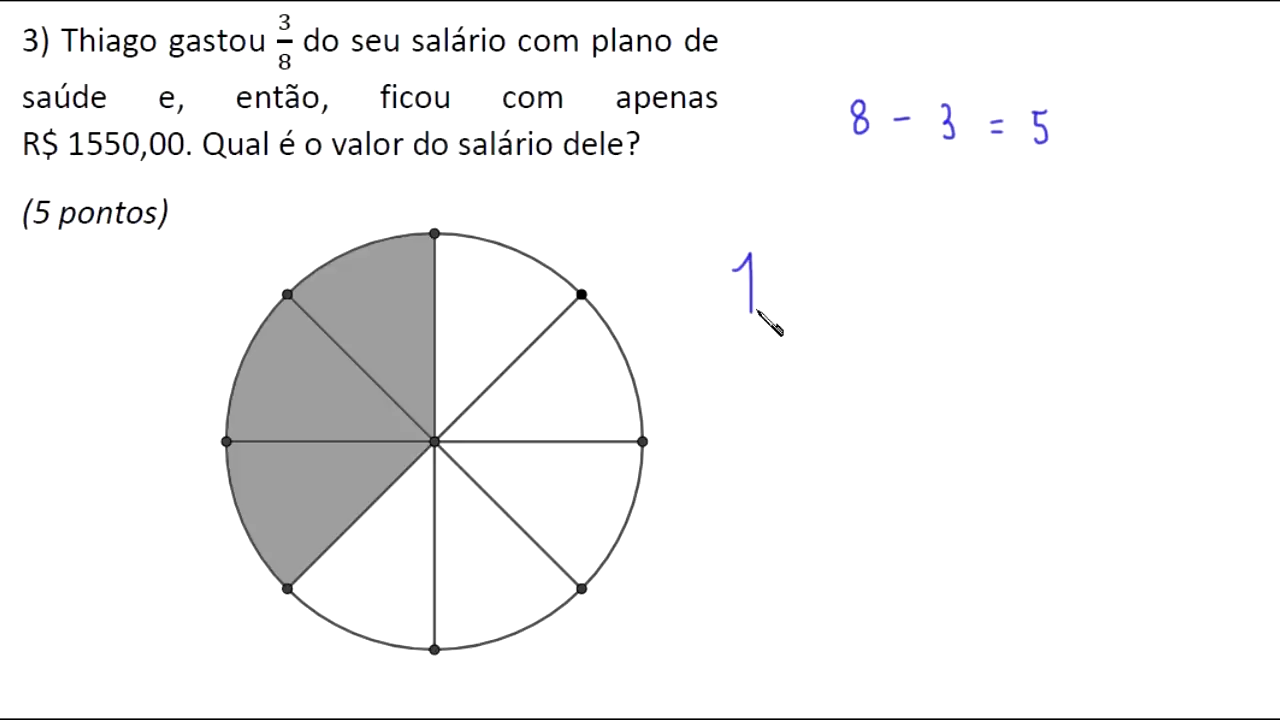 3) Thiago gastou 3/8 do seu salário com plano de
saúde e, então, ficou com apenas
R$ 1550,00. Qual é o valor do salário dele?
(5 pontos)
8 - 3 = 5
1